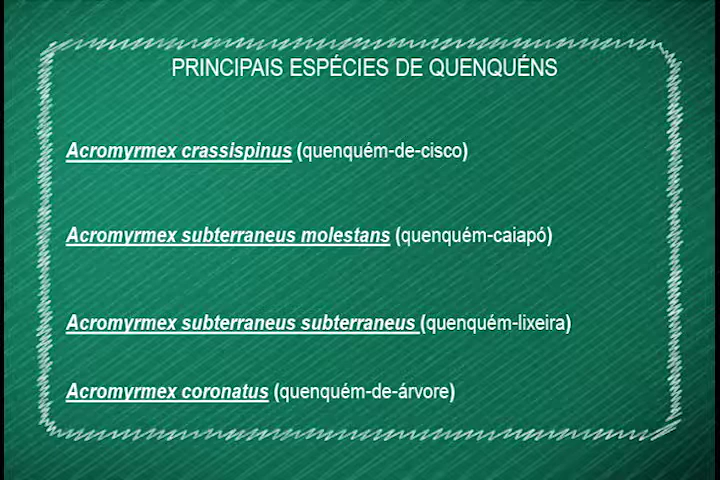 PRINCIPAIS ESPÉCIES DE QUENQUÉNS
Acromyrmex crassispinus (quenquém-de-cisco)
Acromyrmex subterraneus molestans (quenquém-caiapó)
Acromyrmex subterraneus subterraneus (quenquém-lixeira)
Acromyrmex coronatus (quenquém-de-árvore)